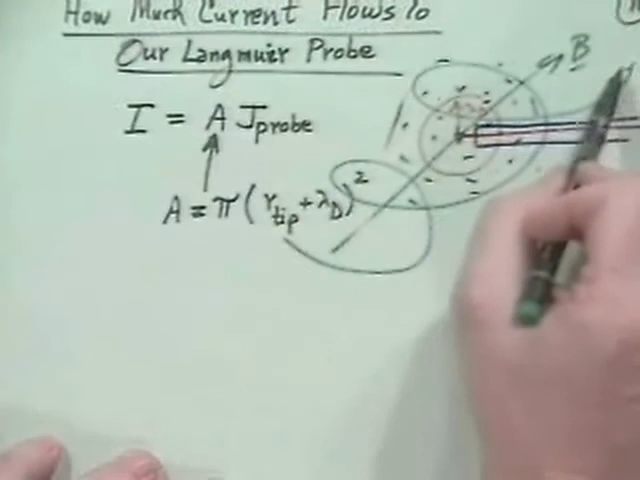 How Much Current Flows to
Our Langmuir Probe
B
I = A Jprobe
A = π(rtip + λD)²